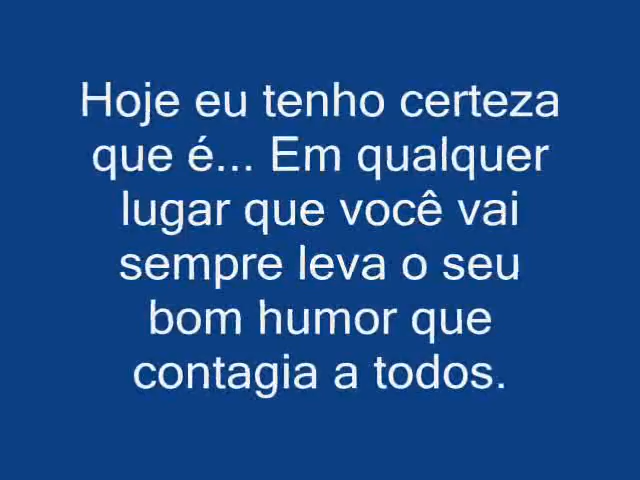 Hoje eu tenho certeza
que é... Em qualquer
lugar que você vai
sempre leva o seu
bom humor que
contagia a todos.